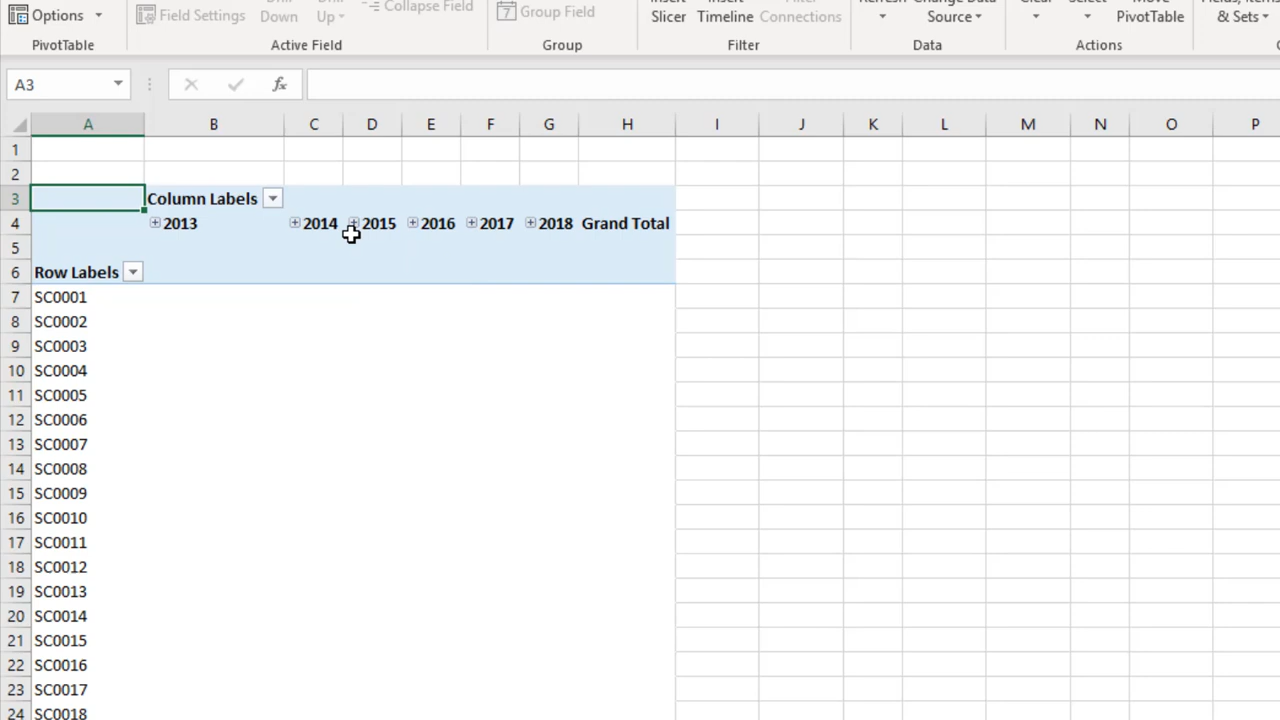 Options Field Settings Drill Down Drill Up Collapse Field Group Field Insert Slicer Insert Timeline Filter Connections Refresh Change Data Source Clear Select Move PivotTable Fields, Items & Sets
PivotTable Active Field Group Filter Data Actions
A3 fx
A B C D E F G H I J K L M N O P
1
2
3 Column Labels
4 2013 2014 2015 2016 2017 2018 Grand Total
5
6 Row Labels
7 SC0001
8 SC0002
9 SC0003
10 SC0004
11 SC0005
12 SC0006
13 SC0007
14 SC0008
15 SC0009
16 SC0010
17 SC0011
18 SC0012
19 SC0013
20 SC0014
21 SC0015
22 SC0016
23 SC0017
24 SC0018